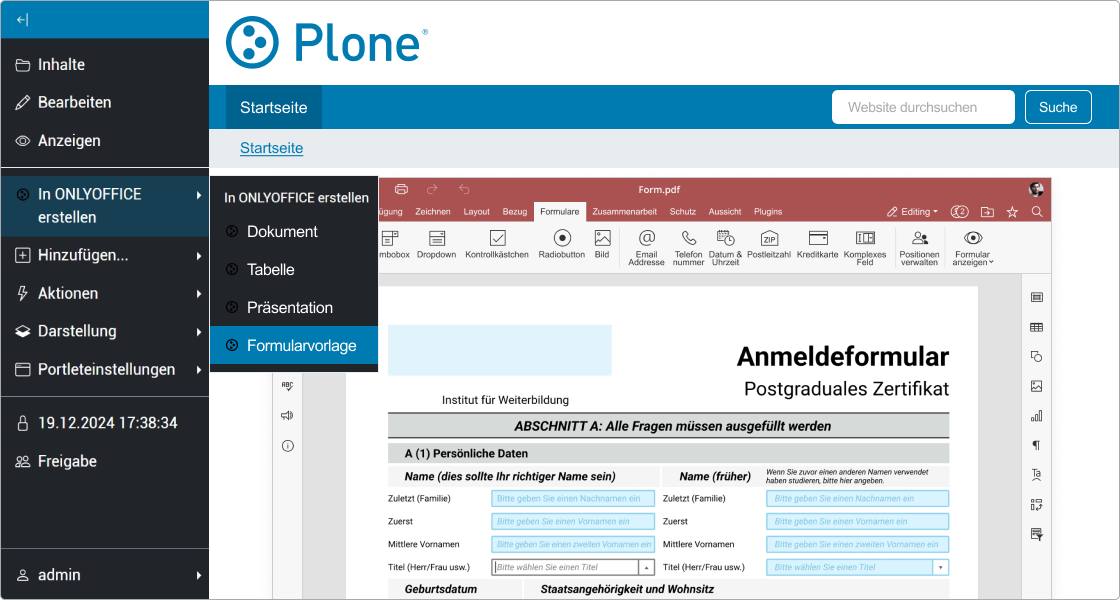 Plone®
Inhalte
Bearbeiten
Anzeigen
In ONLYOFFICE
erstellen
Hinzufügen...
Aktionen
Darstellung
Portleteinstellungen
19.12.2024 17:38:34
Freigabe
admin
Startseite
Website durchsuchen
Suche
Startseite
In ONLYOFFICE erstellen
Dokument
Tabelle
Präsentation
Formularvorlage
Form.pdf
ügung Zeichnen Layout Bezug Formulare Zusammenarbeit Schutz Aussicht Plugins
Editing
2
mbobox Dropdown Kontrollkästchen Radiobutton Bild
Email
Addresse
Telefon
nummer
Datum &
Uhrzeit
ZIP
Postleitzahl
Kreditkarte
Komplexes
Feld
Positionen
verwalten
Formular
anzeigen
ABC
Ta
Anmeldeformular
Postgraduales Zertifikat
Institut für Weiterbildung
ABSCHNITT A: Alle Fragen müssen ausgefüllt werden
A (1) Persönliche Daten
Name (dies sollte Ihr richtiger Name sein)
Name (früher)
Wenn Sie zuvor einen anderen Namen verwendet
haben studieren, bitte hier angeben.
Zuletzt (Familie) Bitte geben Sie einen Nachnamen ein Zuletzt (Familie) Bitte geben Sie einen Nachnamen ein
Zuerst Bitte geben Sie einen Vornamen ein Zuerst Bitte geben Sie einen Vornamen ein
Mittlere Vornamen Bitte geben Sie einen zweiten Vornamen ein Mittlere Vornamen Bitte geben Sie einen zweiten Vornamen ein
Titel (Herr/Frau usw.) Bitte wählen Sie einen Titel Titel (Herr/Frau usw.) Bitte wählen Sie einen Titel
Geburtsdatum Staatsangehörigkeit und Wohnsitz